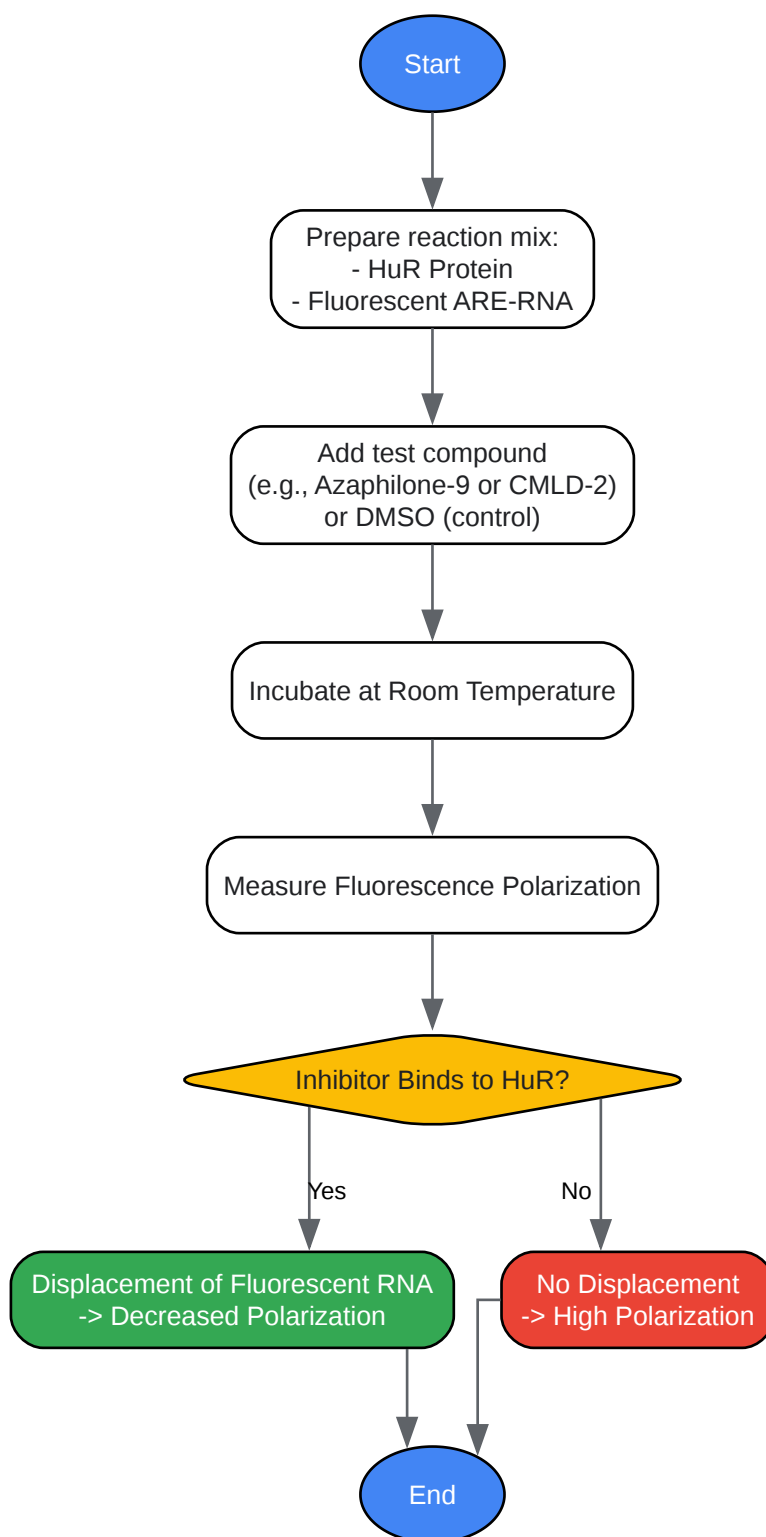 Start
Prepare reaction mix:
- HuR Protein
- Fluorescent ARE-RNA
Add test compound
(e.g., Azaphilone-9 or CMLD-2)
or DMSO (control)
Incubate at Room Temperature
Measure Fluorescence Polarization
Inhibitor Binds to HuR?
Yes
No
Displacement of Fluorescent RNA
-> Decreased Polarization
No Displacement
-> High Polarization
End